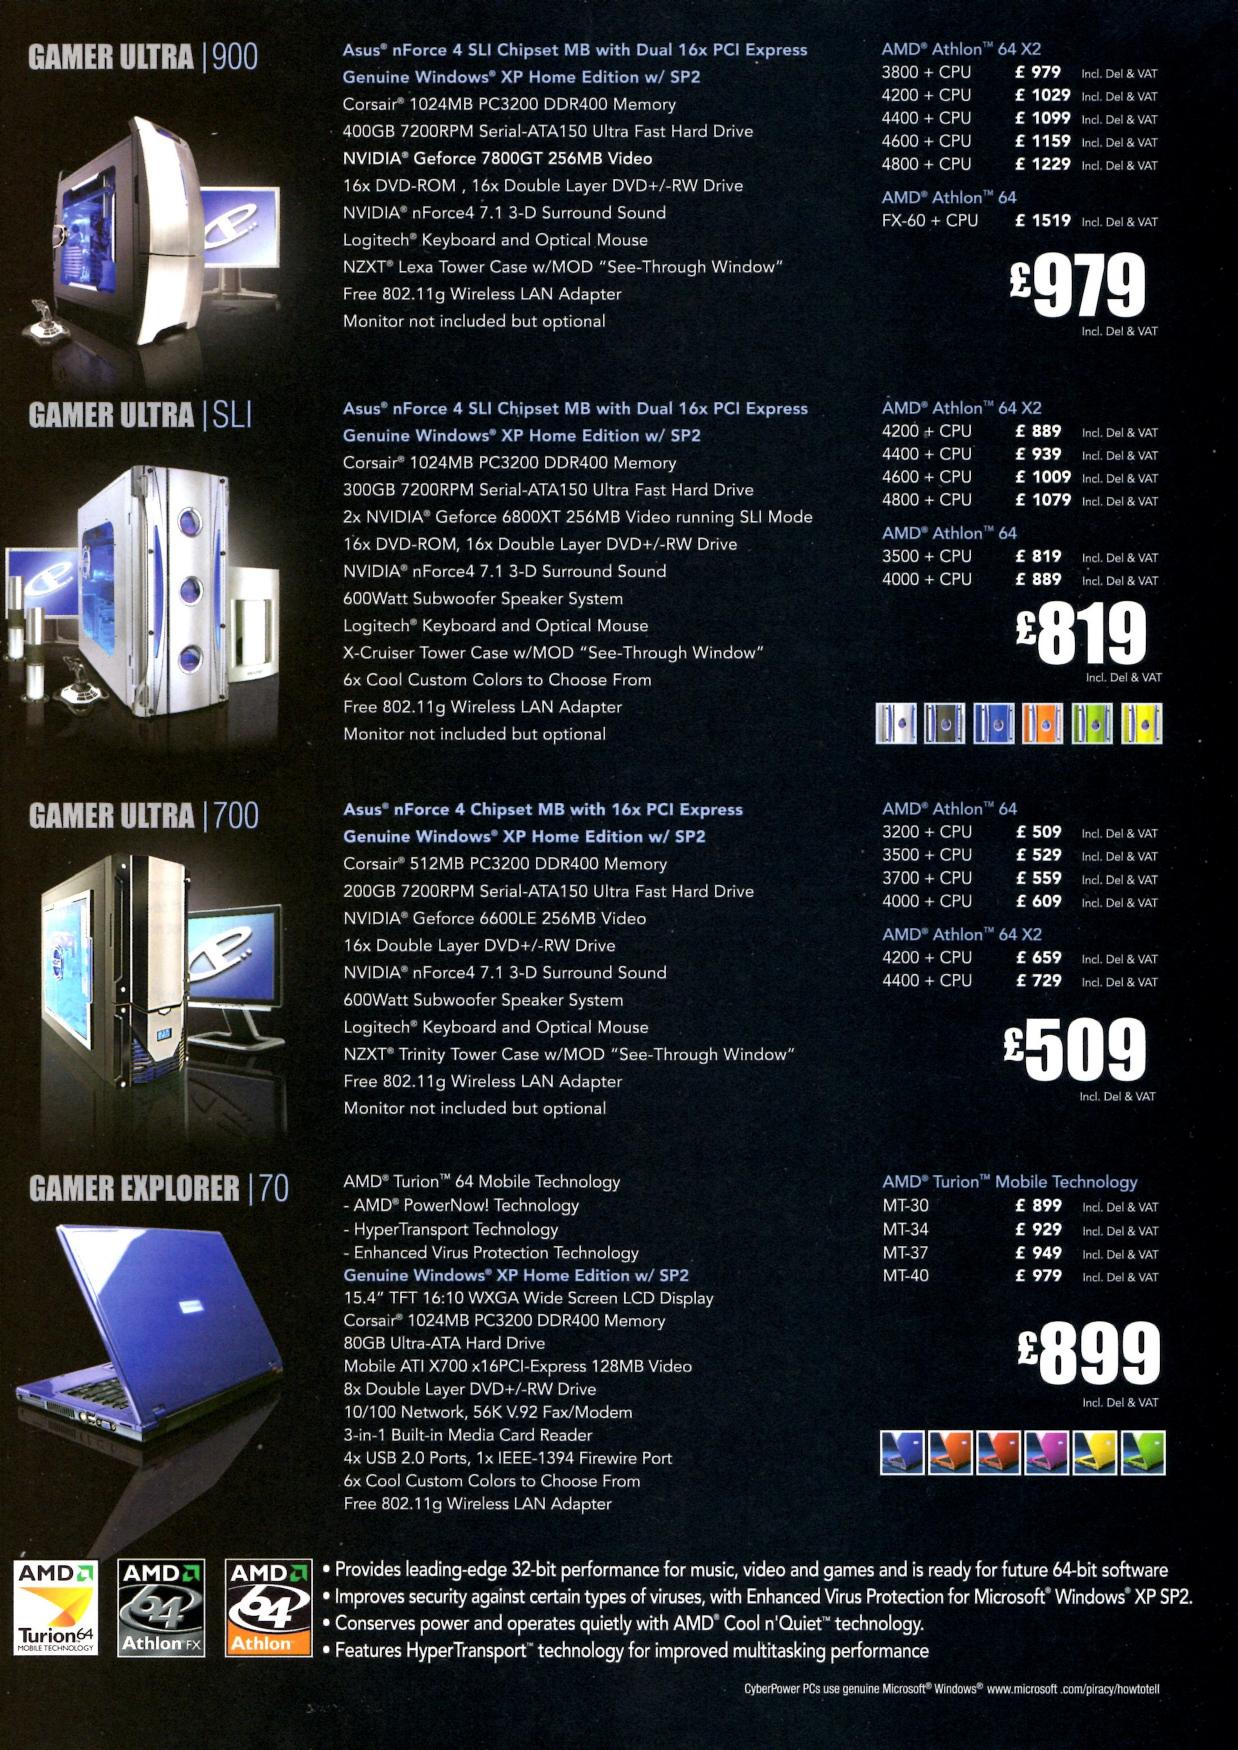 GAMER ULTRA | 900
Asus® nForce 4 SLI Chipset MB with Dual 16x PCI Express
Genuine Windows® XP Home Edition w/ SP2
Corsair® 1024MB PC3200 DDR400 Memory
400GB 7200RPM Serial-ATA150 Ultra Fast Hard Drive
NVIDIA® Geforce 7800GT 256MB Video
16x DVD-ROM , 16x Double Layer DVD+/-RW Drive
NVIDIA® nForce4 7.1 3-D Surround Sound
Logitech® Keyboard and Optical Mouse
NZXT® Lexa Tower Case w/MOD “See-Through Window”
Free 802.11g Wireless LAN Adapter
Monitor not included but optional
AMD® Athlon™ 64 X2
3800 + CPU £ 979 Incl. Del & VAT
4200 + CPU £ 1029 Incl. Del & VAT
4400 + CPU £ 1099 Incl. Del & VAT
4600 + CPU £ 1159 Incl. Del & VAT
4800 + CPU £ 1229 Incl. Del & VAT
AMD® Athlon™ 64
FX-60 + CPU £ 1519 Incl. Del & VAT
£979
Incl. Del & VAT
GAMER ULTRA | SLI
Asus® nForce 4 SLI Chipset MB with Dual 16x PCI Express
Genuine Windows® XP Home Edition w/ SP2
Corsair® 1024MB PC3200 DDR400 Memory
300GB 7200RPM Serial-ATA150 Ultra Fast Hard Drive
2x NVIDIA® Geforce 6800XT 256MB Video running SLI Mode
16x DVD-ROM, 16x Double Layer DVD+/-RW Drive
NVIDIA® nForce4 7.1 3-D Surround Sound
600Watt Subwoofer Speaker System
Logitech® Keyboard and Optical Mouse
X-Cruiser Tower Case w/MOD “See-Through Window”
6x Cool Custom Colors to Choose From
Free 802.11g Wireless LAN Adapter
Monitor not included but optional
AMD® Athlon™ 64 X2
4200 + CPU £ 889 Incl. Del & VAT
4400 + CPU £ 939 Incl. Del & VAT
4600 + CPU £ 1009 Incl. Del & VAT
4800 + CPU £ 1079 Incl. Del & VAT
AMD® Athlon™ 64
3500 + CPU £ 819 Incl. Del & VAT
4000 + CPU £ 889 Incl. Del & VAT
£819
Incl. Del & VAT
GAMER ULTRA | 700
Asus® nForce 4 Chipset MB with 16x PCI Express
Genuine Windows® XP Home Edition w/ SP2
Corsair® 512MB PC3200 DDR400 Memory
200GB 7200RPM Serial-ATA150 Ultra Fast Hard Drive
NVIDIA® Geforce 6600LE 256MB Video
16x Double Layer DVD+/-RW Drive
NVIDIA® nForce4 7.1 3-D Surround Sound
600Watt Subwoofer Speaker System
Logitech® Keyboard and Optical Mouse
NZXT® Trinity Tower Case w/MOD “See-Through Window”
Free 802.11g Wireless LAN Adapter
Monitor not included but optional
AMD® Athlon™ 64
3200 + CPU £ 509 Incl. Del & VAT
3500 + CPU £ 529 Incl. Del & VAT
3700 + CPU £ 559 Incl. Del & VAT
4000 + CPU £ 609 Incl. Del & VAT
AMD® Athlon™ 64 X2
4200 + CPU £ 659 Incl. Del & VAT
4400 + CPU £ 729 Incl. Del & VAT
£509
Incl. Del & VAT
GAMER EXPLORER | 70
AMD® Turion™ 64 Mobile Technology
- AMD® PowerNow! Technology
- HyperTransport Technology
- Enhanced Virus Protection Technology
Genuine Windows® XP Home Edition w/ SP2
15.4” TFT 16:10 WXGA Wide Screen LCD Display
Corsair® 1024MB PC3200 DDR400 Memory
80GB Ultra-ATA Hard Drive
Mobile ATI X700 x16PCI-Express 128MB Video
8x Double Layer DVD+/-RW Drive
10/100 Network, 56K V.92 Fax/Modem
3-in-1 Built-in Media Card Reader
4x USB 2.0 Ports, 1x IEEE-1394 Firewire Port
6x Cool Custom Colors to Choose From
Free 802.11g Wireless LAN Adapter
AMD® Turion™ Mobile Technology
MT-30 £ 899 Incl. Del & VAT
MT-34 £ 929 Incl. Del & VAT
MT-37 £ 949 Incl. Del & VAT
MT-40 £ 979 Incl. Del & VAT
£899
Incl. Del & VAT
AMD
Turion 64
MOBILE TECHNOLOGY
AMD
64
Athlon FX
AMD
64
Athlon
• Provides leading-edge 32-bit performance for music, video and games and is ready for future 64-bit software
• Improves security against certain types of viruses, with Enhanced Virus Protection for Microsoft® Windows® XP SP2.
• Conserves power and operates quietly with AMD® Cool n'Quiet™ technology.
• Features HyperTransport™ technology for improved multitasking performance
CyberPower PCs use genuine Microsoft® Windows® www.microsoft .com/piracy/howtotell